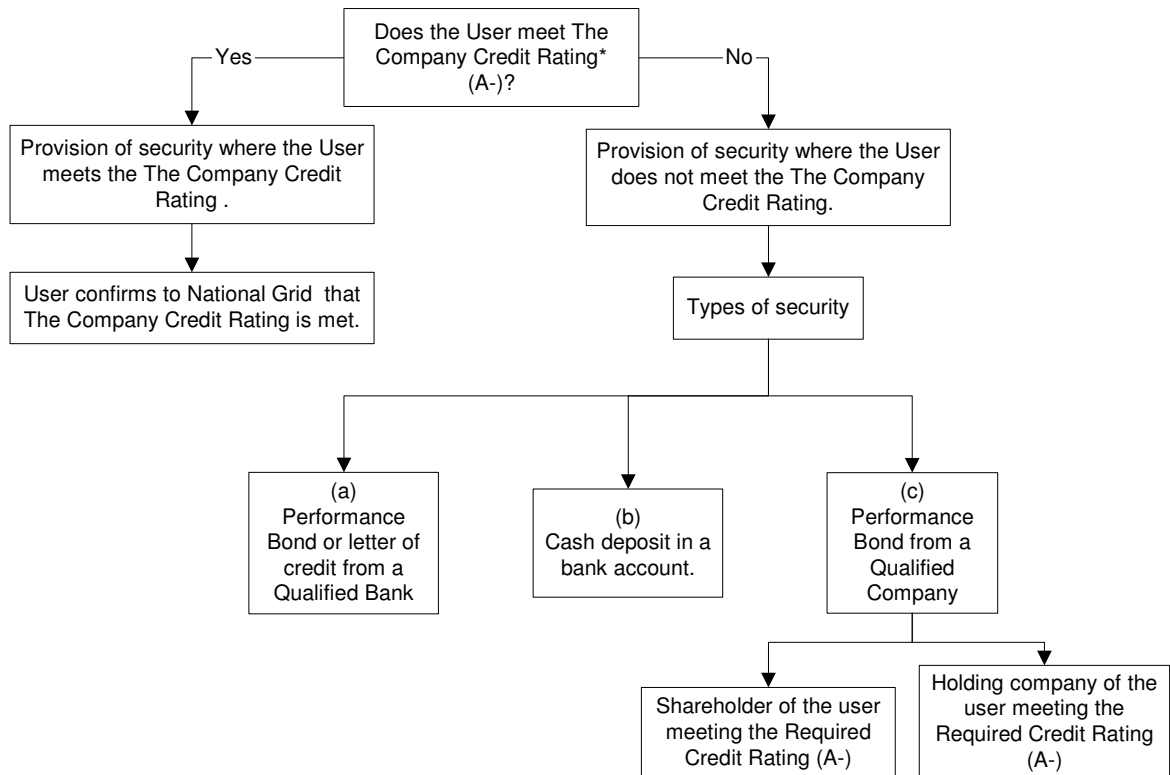 Does the User meet The
Company Credit Rating*
(A-)?
Yes
No
Provision of security where the User
meets the The Company Credit
Rating .
Provision of security where the User
does not meet the The Company
Credit Rating.
User confirms to National Grid  that
The Company Credit Rating is met.
Types of security
(a)
Performance
Bond or letter of
credit from a
Qualified Bank
(b)
Cash deposit in a
bank account.
(c)
Performance
Bond from a
Qualified
Company
Shareholder of the user
meeting the Required
Credit Rating (A-)
Holding company of the
user meeting the
Required Credit Rating
(A-)